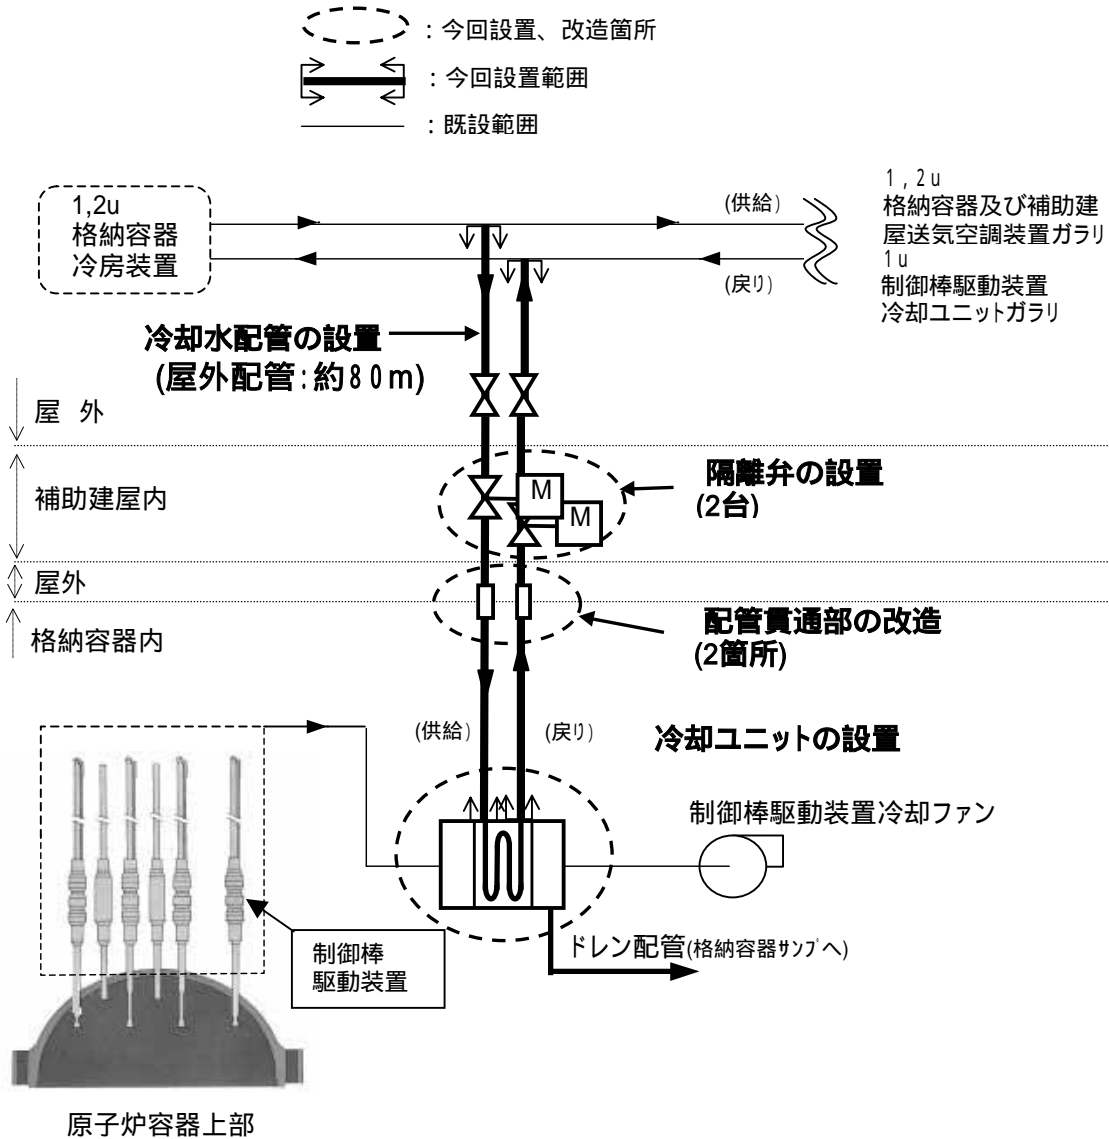 ：今回設置、改造箇所
：今回設置範囲
：既設範囲
1,2u
格納容器
冷房装置
(供給)
(戻り)
1，2u
格納容器及び補助建
屋送気空調装置ガラリ
1u
制御棒駆動装置
冷却ユニットガラリ
冷却水配管の設置
(屋外配管:約80m)
屋 外
補助建屋内
M
M
隔離弁の設置
(2台)
屋外
格納容器内
配管貫通部の改造
(2箇所)
(供給)
(戻り)
冷却ユニットの設置
制御棒駆動装置冷却ファン
ドレン配管(格納容器サンプへ)
制御棒
駆動装置
原子炉容器上部